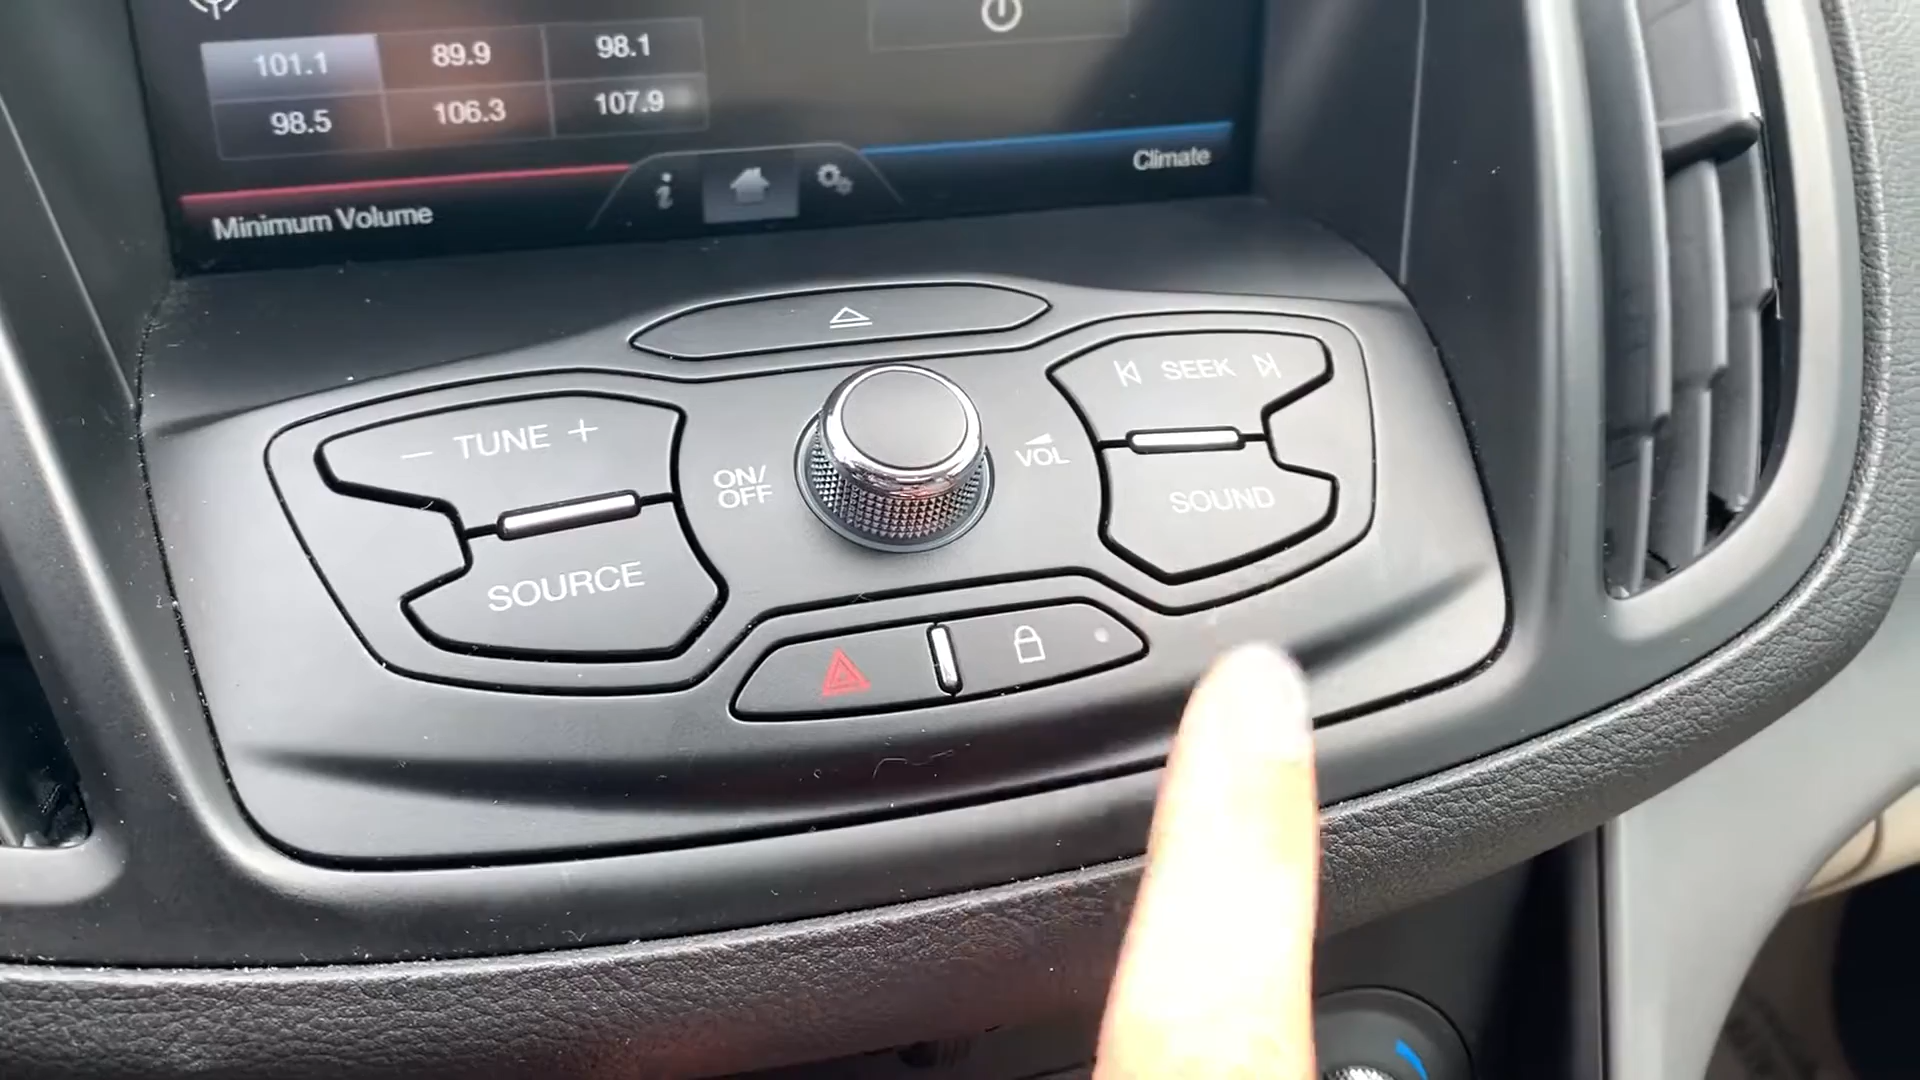 101.1 89.9 98.1
98.5 106.3 107.9
Climate
Minimum Volume
SEEK
− TUNE +
VOL
ON/
OFF
SOUND
SOURCE